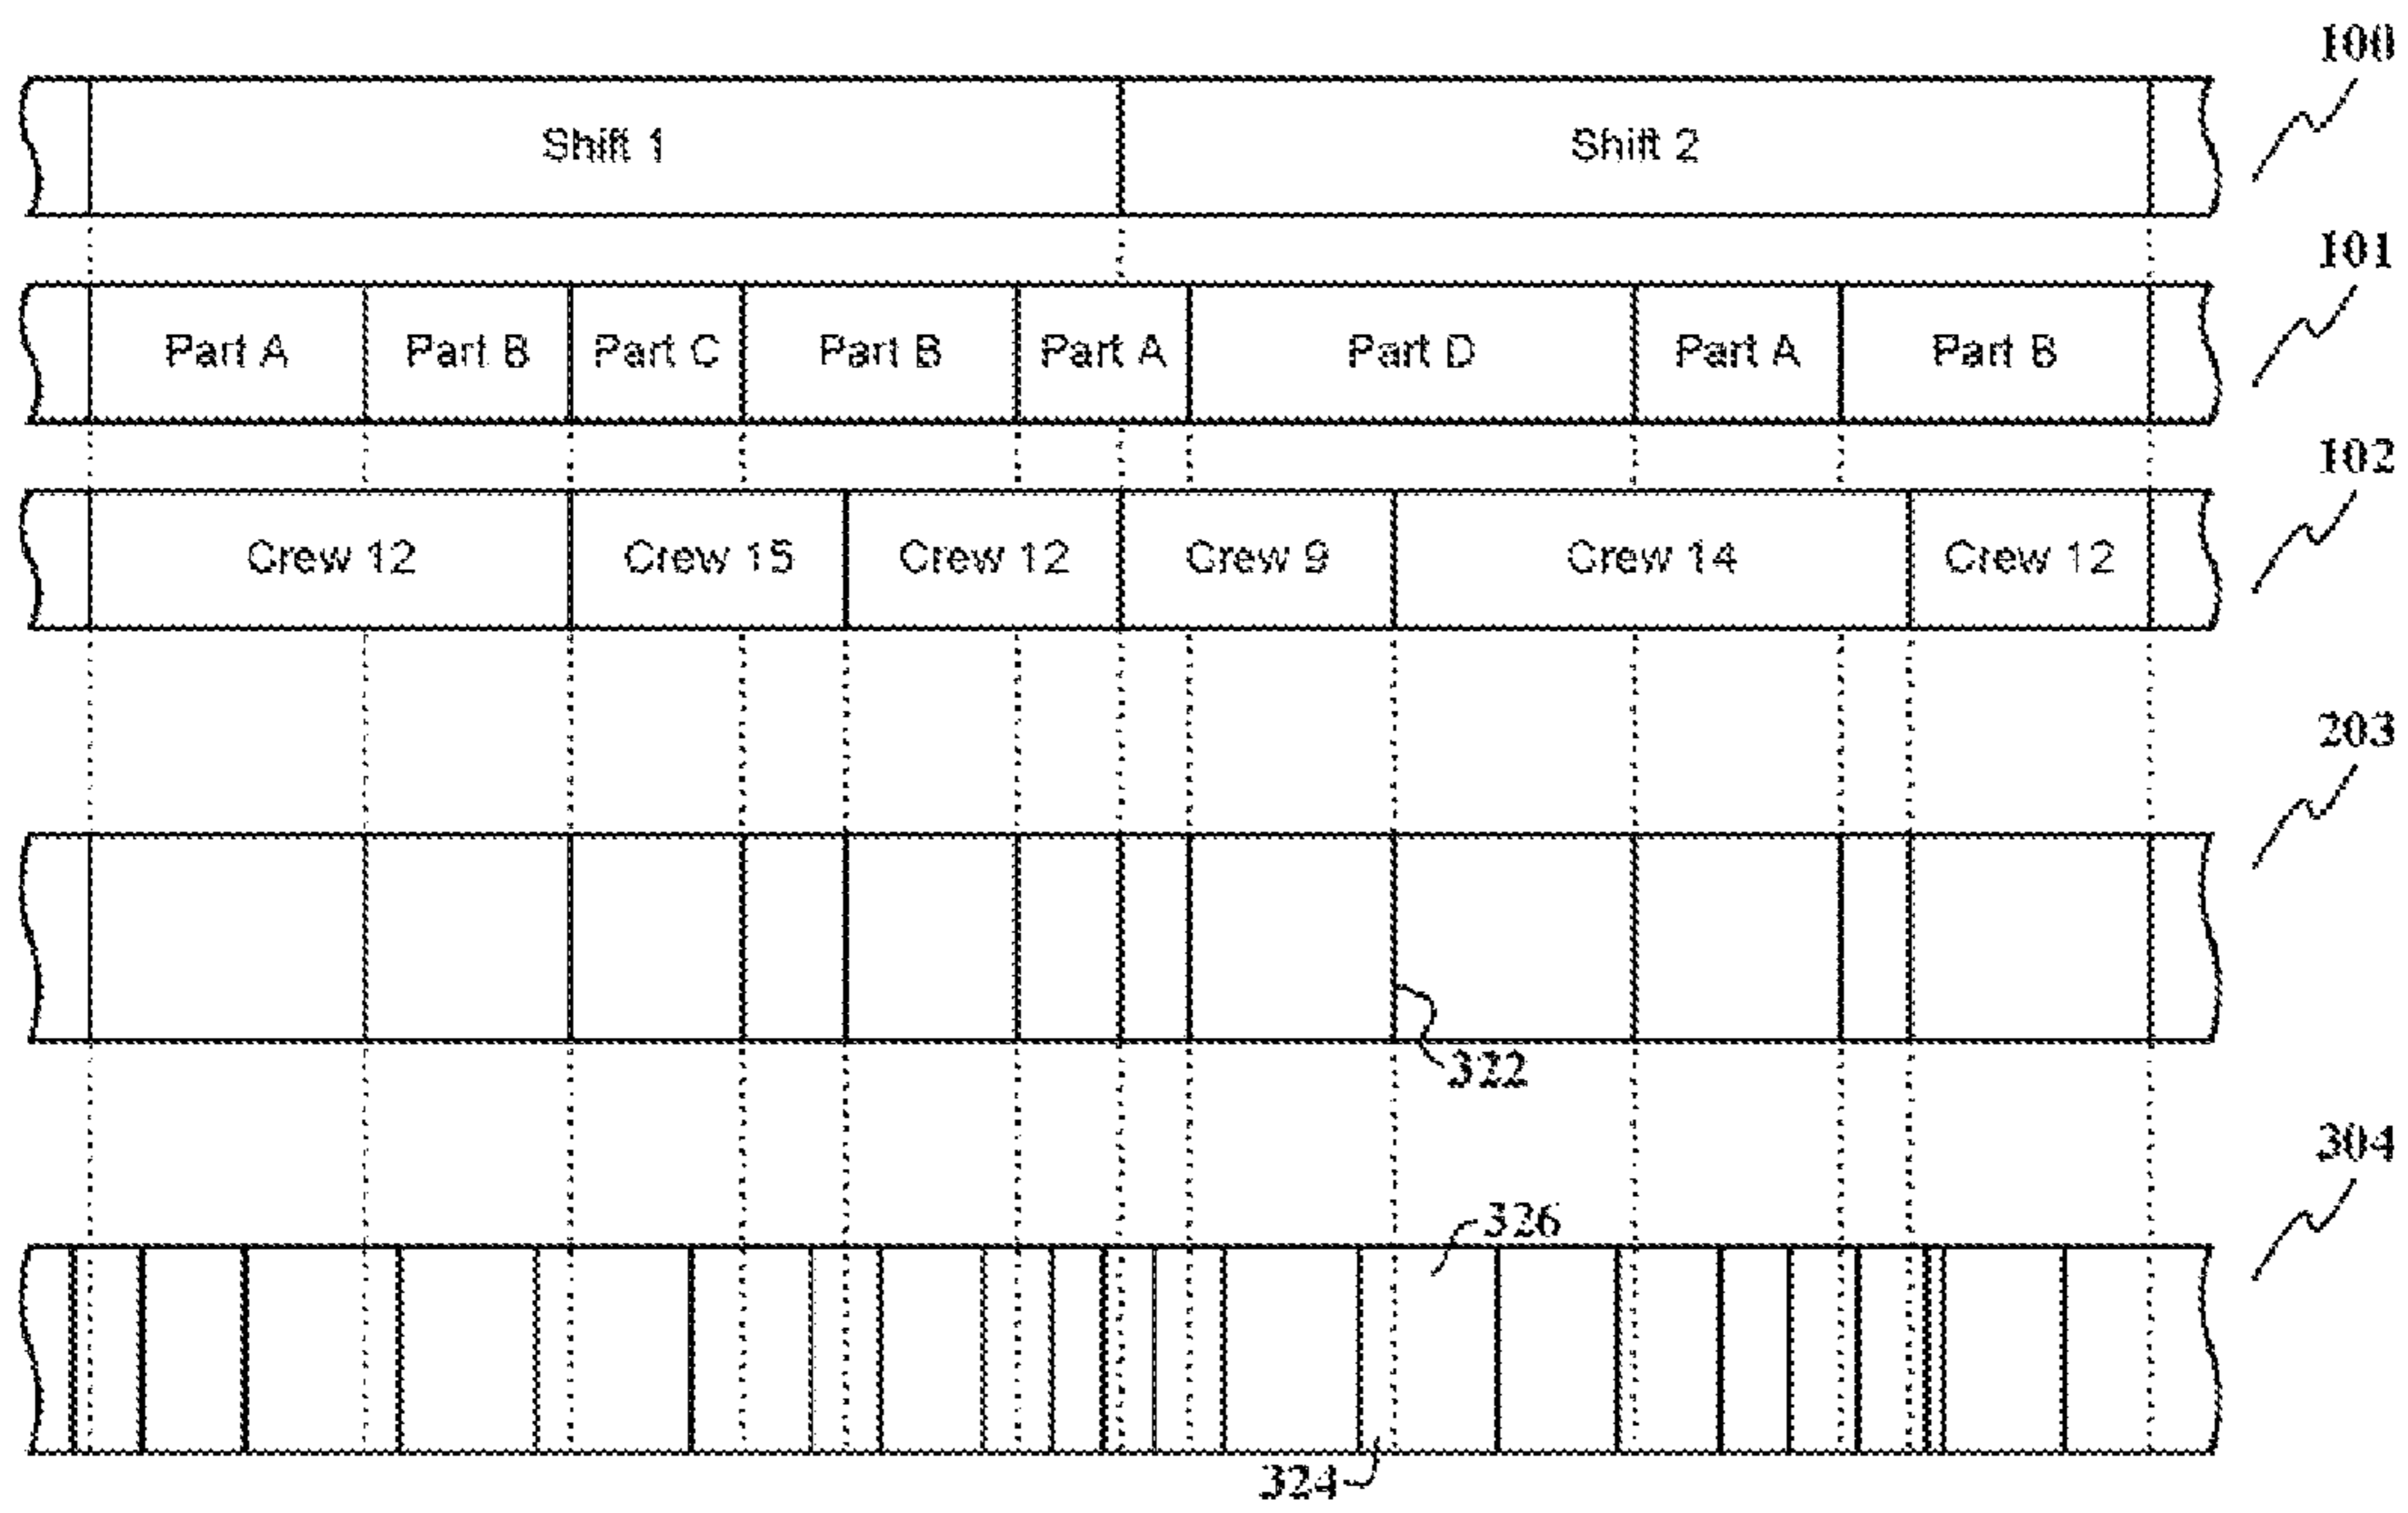 100
Shift 1 Shift 2
101
Part A Part B Part C Part B Part A Part D Part A Part B
102
Crew 12 Crew 15 Crew 12 Crew 9 Crew 14 Crew 12
203
322
304
326
324